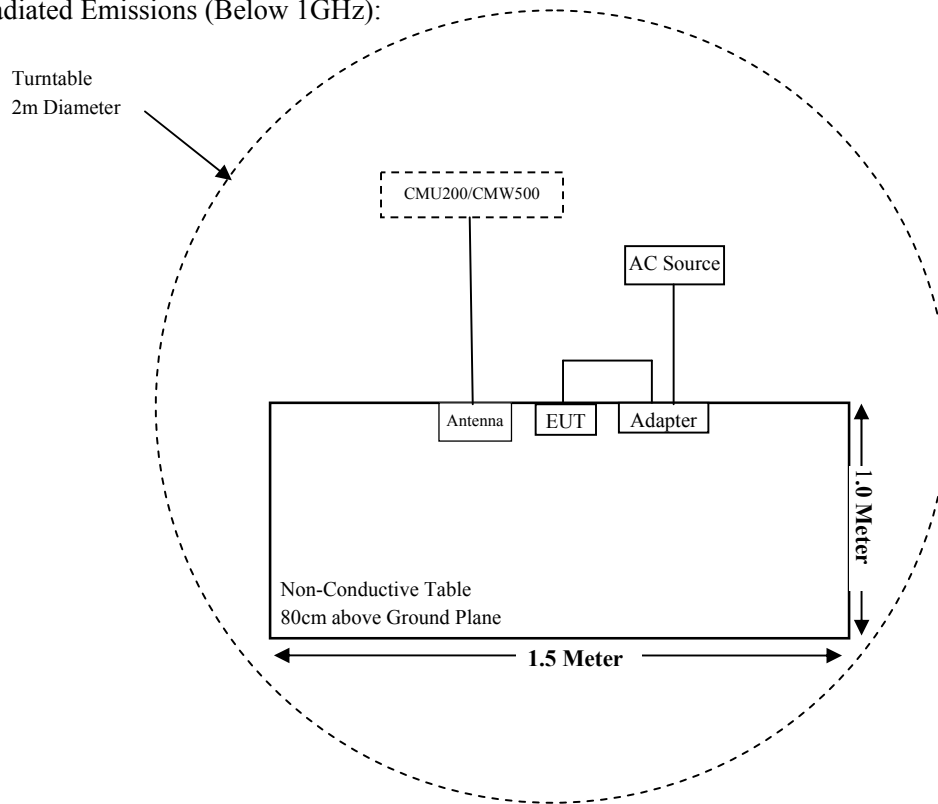 adiated Emissions (Below 1GHz):
Turntable
2m Diameter
CMU200/CMW500
AC Source
Antenna
EUT
Adapter
1.0 Meter
Non-Conductive Table
80cm above Ground Plane
1.5 Meter